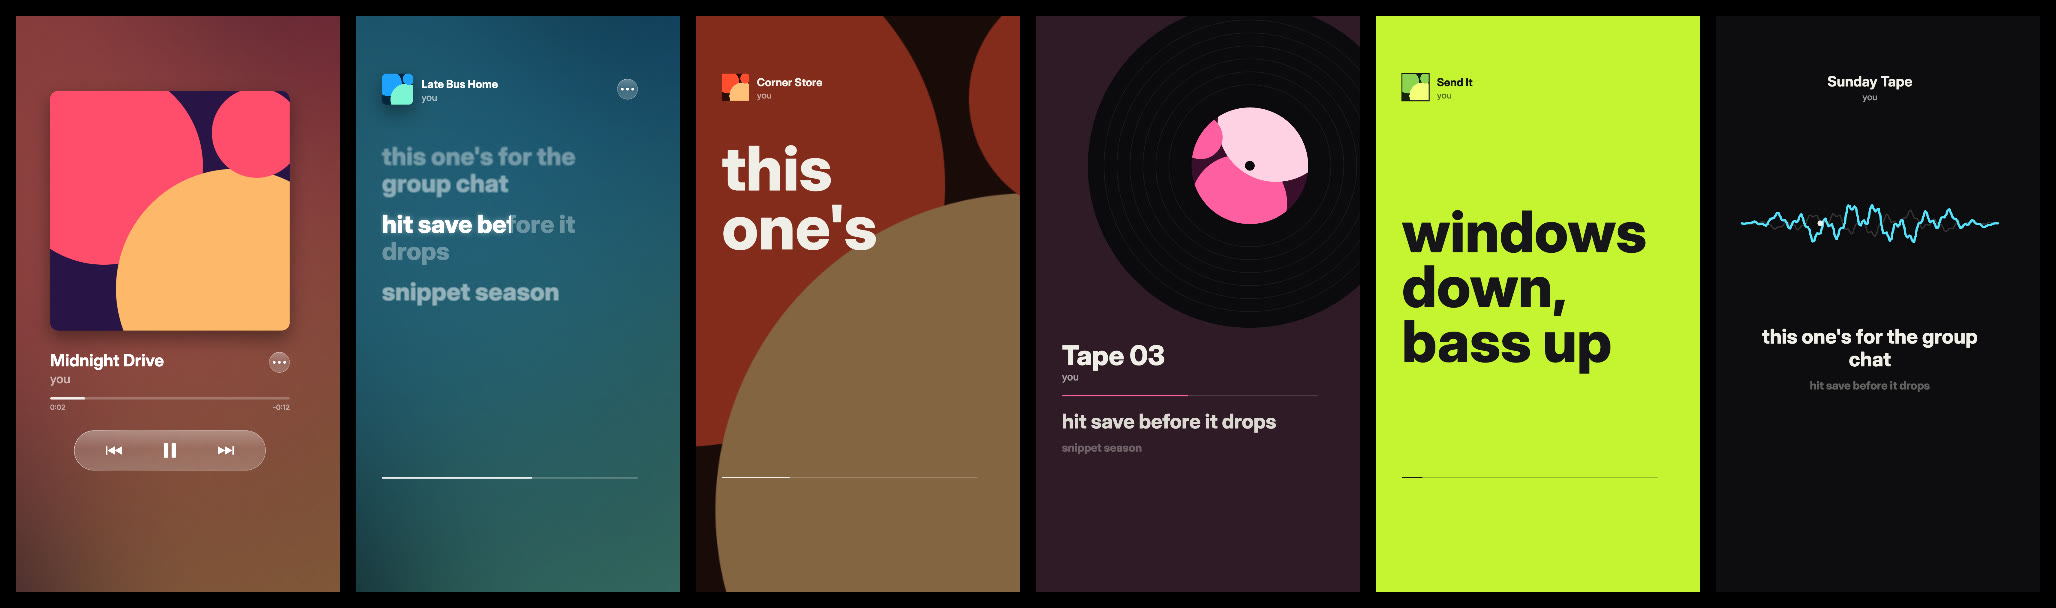 Midnight Drive
you
0:02
-0:12
Late Bus Home
you
this one's for the
group chat
hit save before it
drops
snippet season
Corner Store
you
this
one's
Tape 03
you
hit save before it drops
snippet season
Send It
you
windows
down,
bass up
Sunday Tape
you
this one's for the group
chat
hit save before it drops